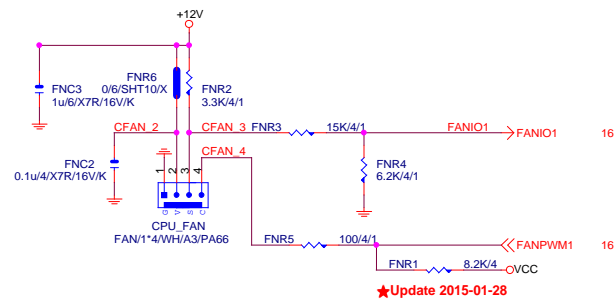 +12V
FNR6
0/6/SHT10/X
FNR2
3.3K/4/1
FNC3
1u/6/X7R/16V/K
CFAN_2
CFAN_3
FNR3
15K/4/1
FANIO1
FANIO1
16
CFAN_4
FNR4
6.2K/4/1
FNC2
0.1u/4/X7R/16V/K
1
2
3
4
G
V
S
C
CPU_FAN
FAN/1*4/WH/A3/PA66
FNR5
100/4/1
FANPWM1
16
FNR1
8.2K/4
VCC
★Update 2015-01-28